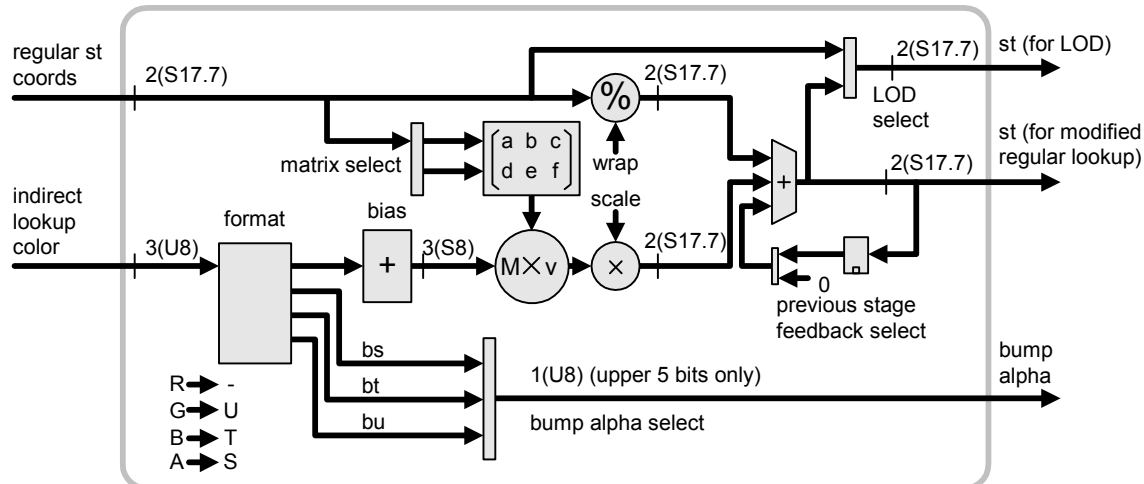 regular st
coords
2(S17.7)
2(S17.7)
2(S17.7)
st (for LOD)
LOD
select
%
wrap
matrix select
a b c
d e f
st (for modified
regular lookup)
2(S17.7)
+
indirect
lookup
color
3(U8)
format
bias
+
3(S8)
M×v
scale
×
2(S17.7)
0
previous stage
feedback select
bs
bt
bu
1(U8) (upper 5 bits only)
bump alpha select
bump
alpha
R -
G U
B T
A S